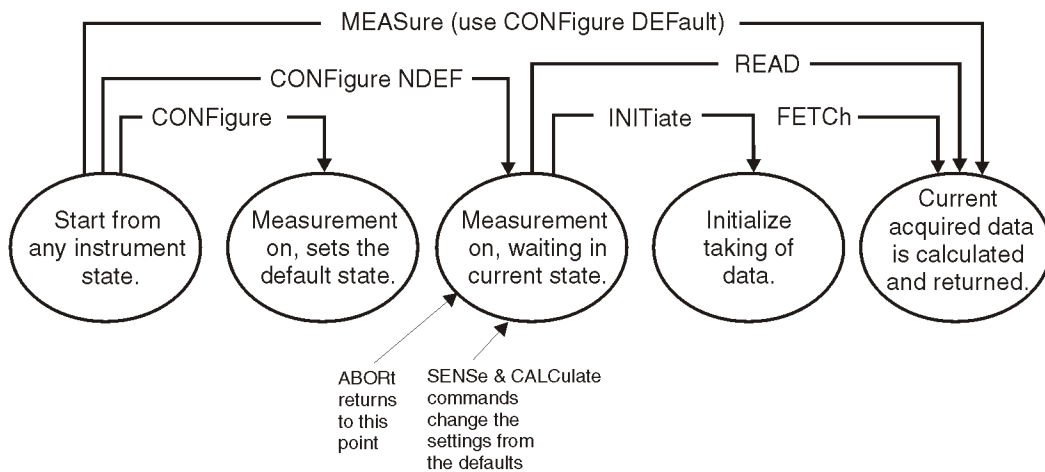 MEASure (use CONFigure DEFault)
CONFigure NDEF
READ
CONFigure
INITiate
FETCh
Start from
any instrument
state.
Measurement
on, sets the
default state.
Measurement
on, waiting in
current state.
Initialize
taking of
data.
Current
acquired data
is calculated
and returned.
ABORt
returns
to this
point
SENSe & CALCulate
commands
change the
settings from
the defaults